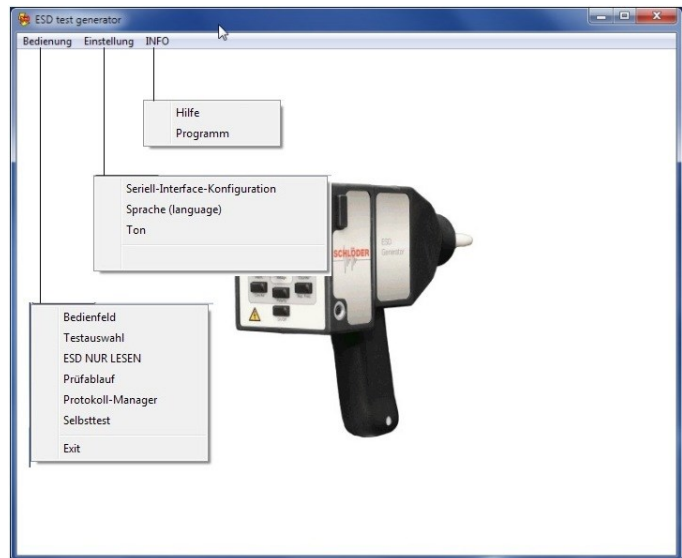 ESD test generator
Bedienung Einstellung INFO
Hilfe
Programm
Seriell-Interface-Konfiguration
Sprache (language)
Ton
SCHLÖDER
ESD
Generator
Bedienfeld
Testauswahl
ESD NUR LESEN
Prüfablauf
Protokoll-Manager
Selbsttest
Exit